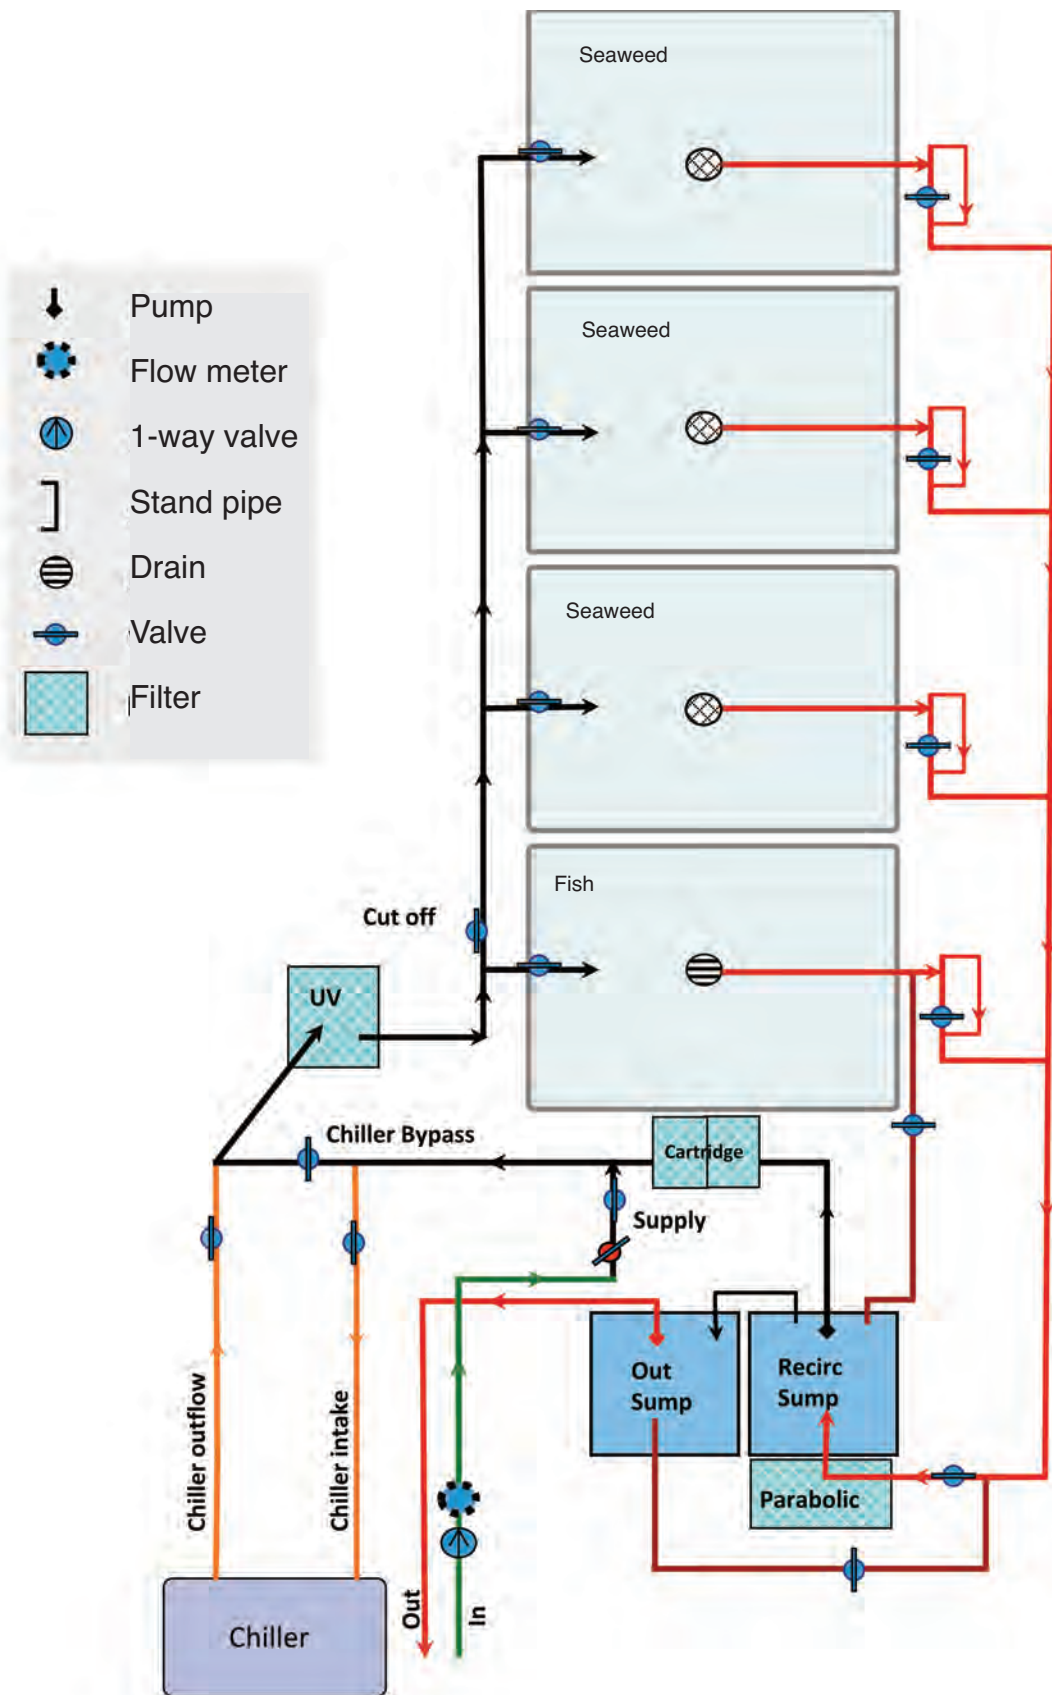 Seaweed
Pump
Flow meter
1-way valve
Stand pipe
Drain
Valve
Filter
Seaweed
Seaweed
Fish
Cut off
UV
Chiller Bypass
Cartridge
Supply
Out
Sump
Recirc
Sump
Parabolic
Chiller outflow
Chiller intake
Out
In
Chiller